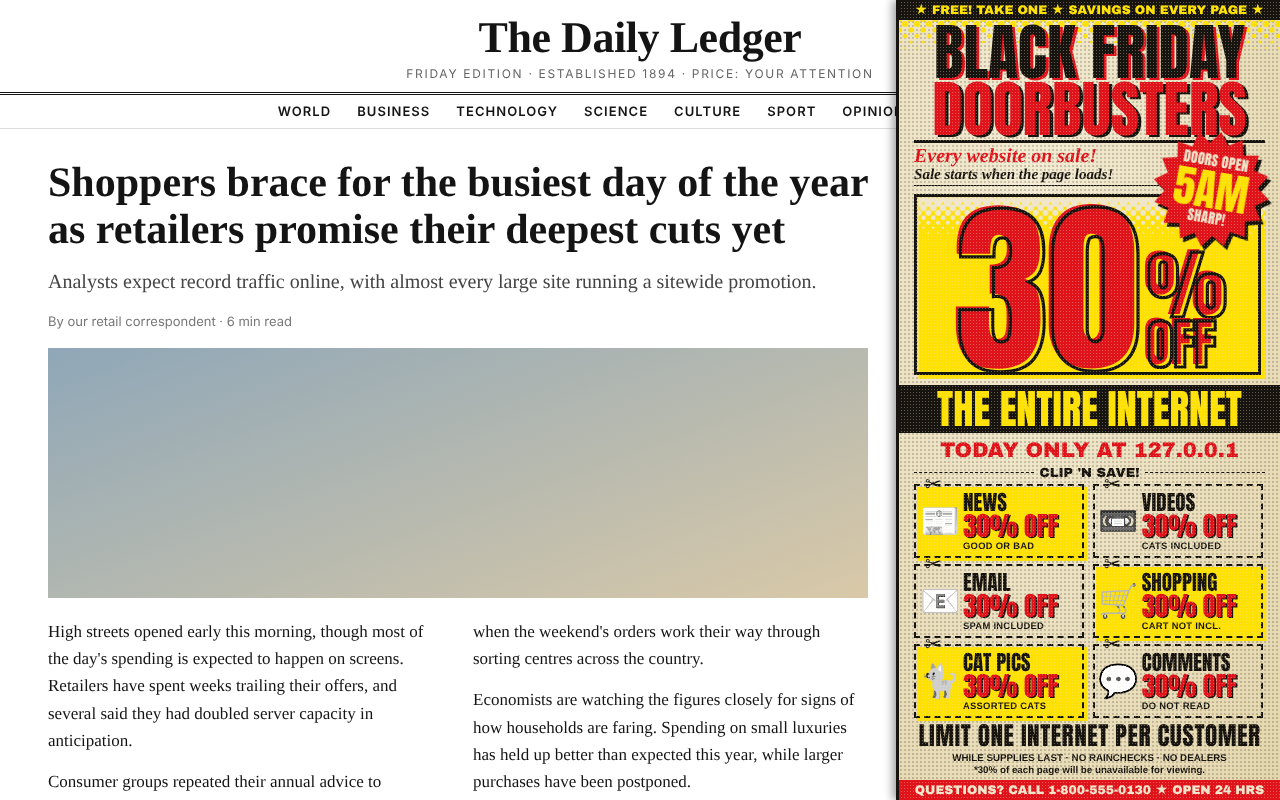 The Daily Ledger
FRIDAY EDITION · ESTABLISHED 1894 · PRICE: YOUR ATTENTION
WORLD BUSINESS TECHNOLOGY SCIENCE CULTURE SPORT
Shoppers brace for the busiest day of the year
as retailers promise their deepest cuts yet
Analysts expect record traffic online, with almost every large site running a sitewide promotion.
By our retail correspondent · 6 min read
High streets opened early this morning, though most of
the day's spending is expected to happen on screens.
Retailers have spent weeks trailing their offers, and
several said they had doubled server capacity in
anticipation.
Consumer groups repeated their annual advice to
when the weekend's orders work their way through
sorting centres across the country.
Economists are watching the figures closely for signs of
how households are faring. Spending on small luxuries
has held up better than expected this year, while larger
purchases have been postponed.
★ FREE! TAKE ONE ★ SAVINGS ON EVERY PAGE ★
BLACK FRIDAY
DOORBUSTERS
Every website on sale!
Sale starts when the page loads!
DOORS OPEN
5AM
SHARP!
30%
OFF
THE ENTIRE INTERNET
TODAY ONLY AT 127.0.0.1
CLIP 'N SAVE!
NEWS
30% OFF
GOOD OR BAD
VIDEOS
30% OFF
CATS INCLUDED
EMAIL
30% OFF
SPAM INCLUDED
SHOPPING
30% OFF
CART NOT INCL.
CAT PICS
30% OFF
ASSORTED CATS
COMMENTS
30% OFF
DO NOT READ
LIMIT ONE INTERNET PER CUSTOMER
WHILE SUPPLIES LAST · NO RAINCHECKS · NO DEALERS
*30% of each page will be unavailable for viewing.
QUESTIONS? CALL 1-800-555-0130 ★ OPEN 24 HRS